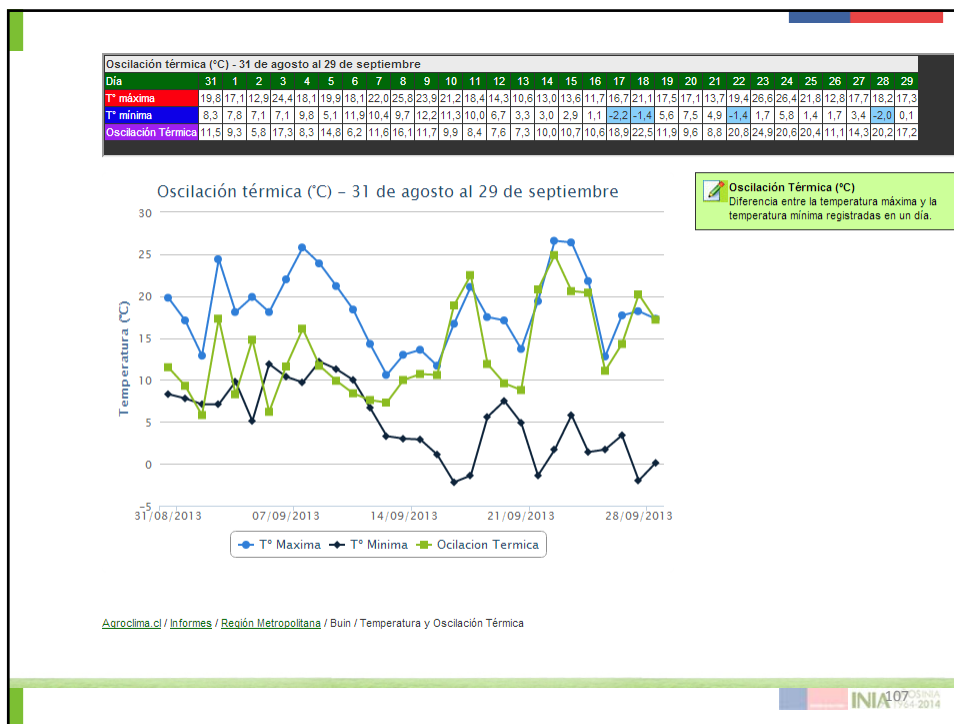 Oscilación térmica (ºC) - 31 de agosto al 29 de septiembre
Día 31 1 2 3 4 5 6 7 8 9 10 11 12 13 14 15 16 17 18 19 20 21 22 23 24 25 26 27 28 29
Tº máxima 19,8 17,1 12,9 24,4 18,1 19,9 18,1 22,0 25,8 23,9 21,2 18,4 14,3 10,6 13,0 13,6 11,7 16,7 21,1 17,5 17,1 13,7 19,4 26,6 26,4 21,8 12,8 17,7 18,2 17,3
Tº mínima 8,3 7,8 7,1 7,1 9,8 5,1 11,9 10,4 9,7 12,2 11,3 10,0 6,7 3,3 3,0 2,9 1,1 -2,2 -1,4 5,6 7,5 4,9 -1,4 1,7 5,8 1,4 1,7 3,4 -2,0 0,1
Oscilación Térmica 11,5 9,3 5,8 17,3 8,3 14,8 6,2 11,6 16,1 11,7 9,9 8,4 7,6 7,3 10,0 10,7 10,6 18,9 22,5 11,9 9,6 8,8 20,8 24,9 20,6 20,4 11,1 14,3 20,2 17,2
Oscilación Térmica (ºC)
Diferencia entre la temperatura máxima y la
temperatura mínima registradas en un día.
Oscilación térmica (°C) – 31 de agosto al 29 de septiembre
Temperatura (°C)
30
25
20
15
10
5
0
−5
31/08/2013 07/09/2013 14/09/2013 21/09/2013 28/09/2013
T° Maxima T° Minima Ocilacion Termica
Agroclima.cl / Informes / Región Metropolitana / Buin / Temperatura y Oscilación Térmica
107
INIA
1964-2014